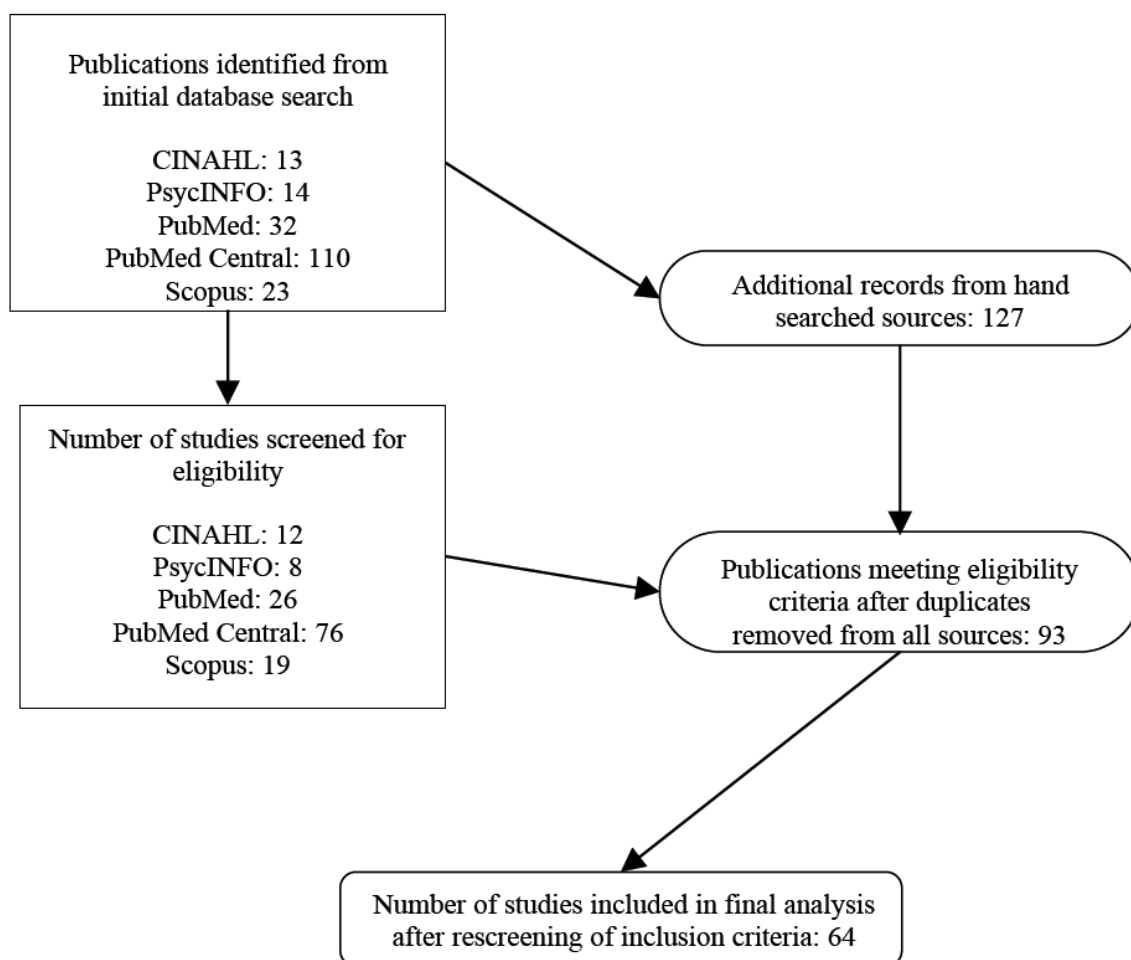 Publications identified from
initial database search
CINAHL: 13
PsycINFO: 14
PubMed: 32
PubMed Central: 110
Scopus: 23
Additional records from hand
searched sources: 127
Number of studies screened for
eligibility
CINAHL: 12
PsycINFO: 8
PubMed: 26
PubMed Central: 76
Scopus: 19
Publications meeting eligibility
criteria after duplicates
removed from all sources: 93
Number of studies included in final analysis
after rescreening of inclusion criteria: 64